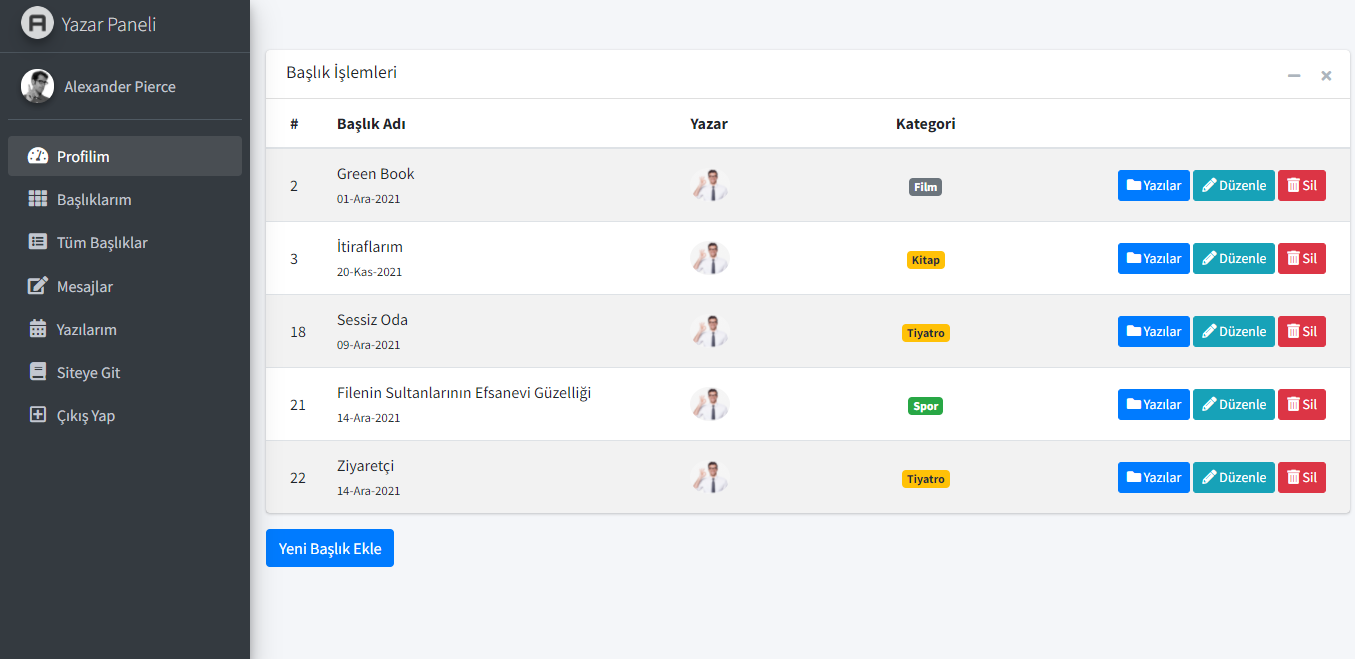 Yazar Paneli
Alexander Pierce
Profilim
Başlıklarım
Tüm Başlıklar
Mesajlar
Yazılarım
Siteye Git
Çıkış Yap
Başlık İşlemleri
# Başlık Adı Yazar Kategori
2 Green Book Film Yazılar Düzenle Sil
01-Ara-2021
3 İtiraflarım Kitap Yazılar Düzenle Sil
20-Kas-2021
18 Sessiz Oda Tiyatro Yazılar Düzenle Sil
09-Ara-2021
21 Filenin Sultanlarının Efsanevi Güzelliği Spor Yazılar Düzenle Sil
14-Ara-2021
22 Ziyaretçi Tiyatro Yazılar Düzenle Sil
14-Ara-2021
Yeni Başlık Ekle